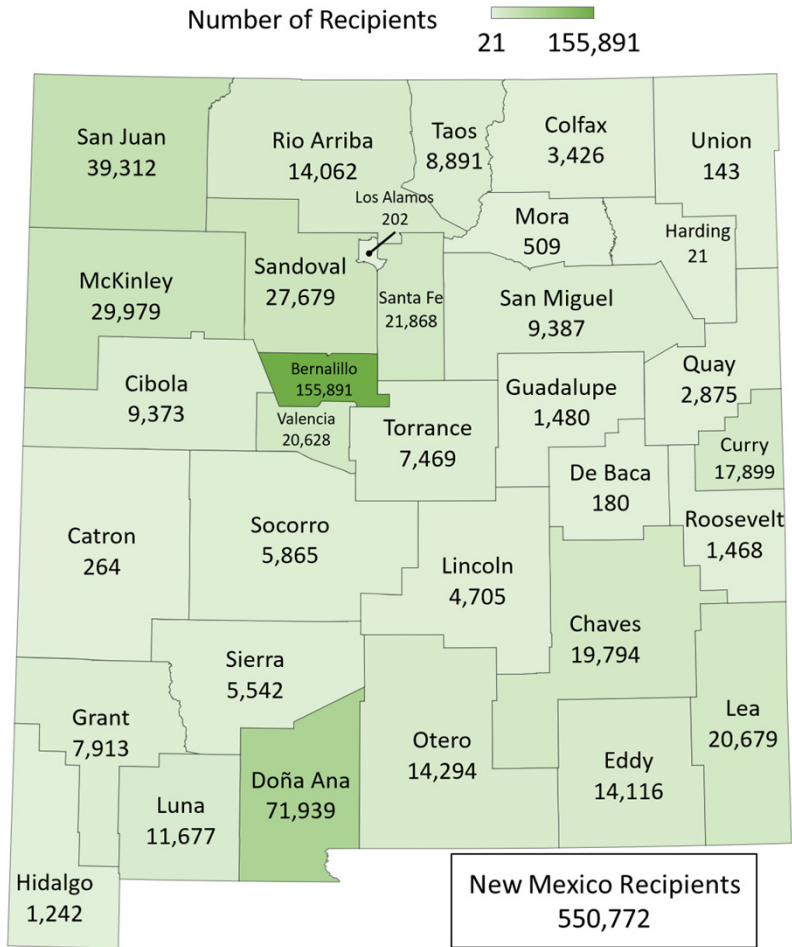 Number of Recipients
21 155,891
San Juan
39,312
Rio Arriba
14,062
Taos
8,891
Colfax
3,426
Union
143
Los Alamos
202
Mora
509
Harding
21
McKinley
29,979
Sandoval
27,679
Santa Fe
21,868
San Miguel
9,387
Cibola
9,373
Bernalillo
155,891
Valencia
20,628
Torrance
7,469
Guadalupe
1,480
Quay
2,875
Curry
17,899
De Baca
180
Roosevelt
1,468
Catron
264
Socorro
5,865
Lincoln
4,705
Chaves
19,794
Sierra
5,542
Grant
7,913
Lea
20,679
Otero
14,294
Eddy
14,116
Doña Ana
71,939
Luna
11,677
Hidalgo
1,242
New Mexico Recipients
550,772